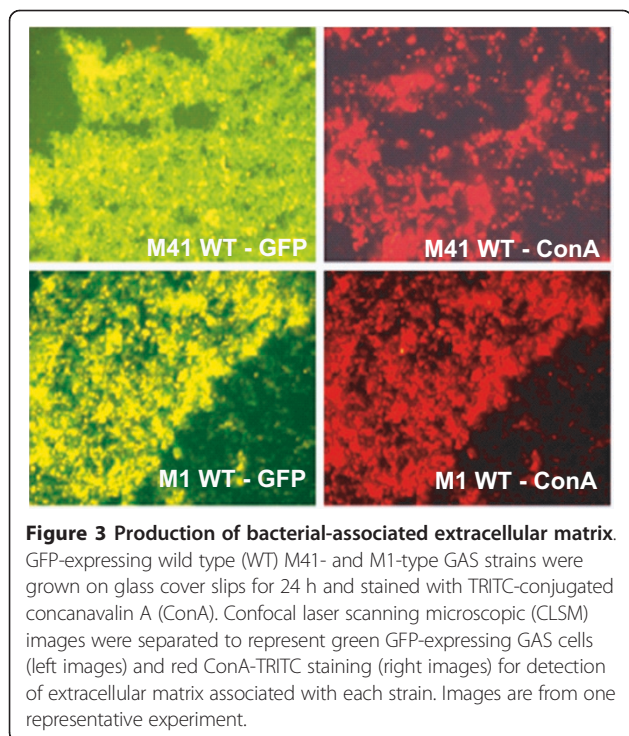 M41 WT - GFP
M41 WT - ConA
M1 WT - GFP
M1 WT - ConA
Figure 3 Production of bacterial-associated extracellular matrix.
GFP-expressing wild type (WT) M41- and M1-type GAS strains were
grown on glass cover slips for 24 h and stained with TRITC-conjugated
concanavalin A (ConA). Confocal laser scanning microscopic (CLSM)
images were separated to represent green GFP-expressing GAS cells
(left images) and red ConA-TRITC staining (right images) for detection
of extracellular matrix associated with each strain. Images are from one
representative experiment.